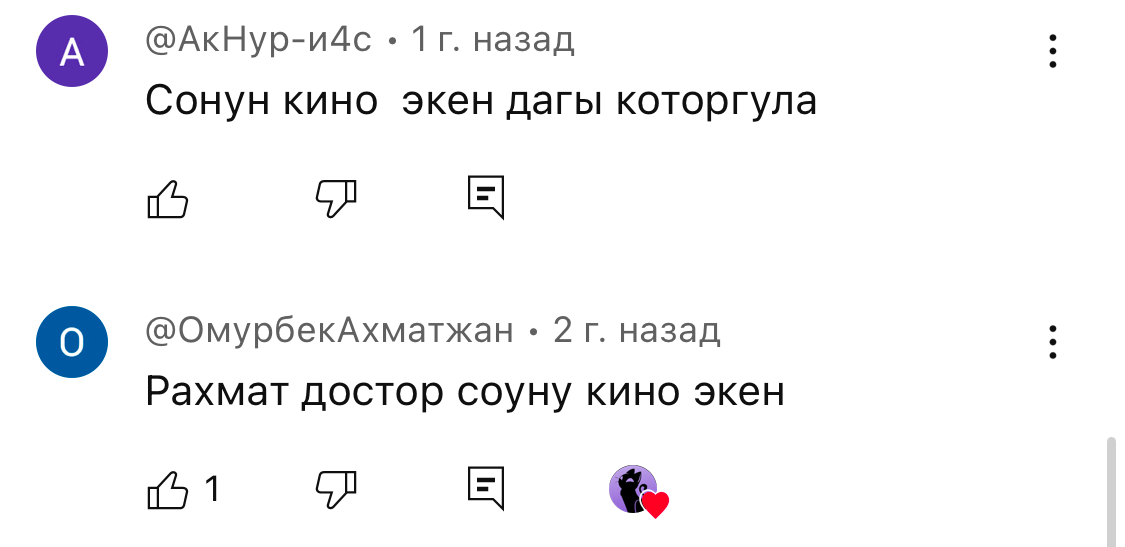 A
@АкНур-и4с • 1 г. назад
Сонун кино экен дагы которгула
O
@ОмурбекАхматжан • 2 г. назад
Рахмат достор соуну кино экен
1